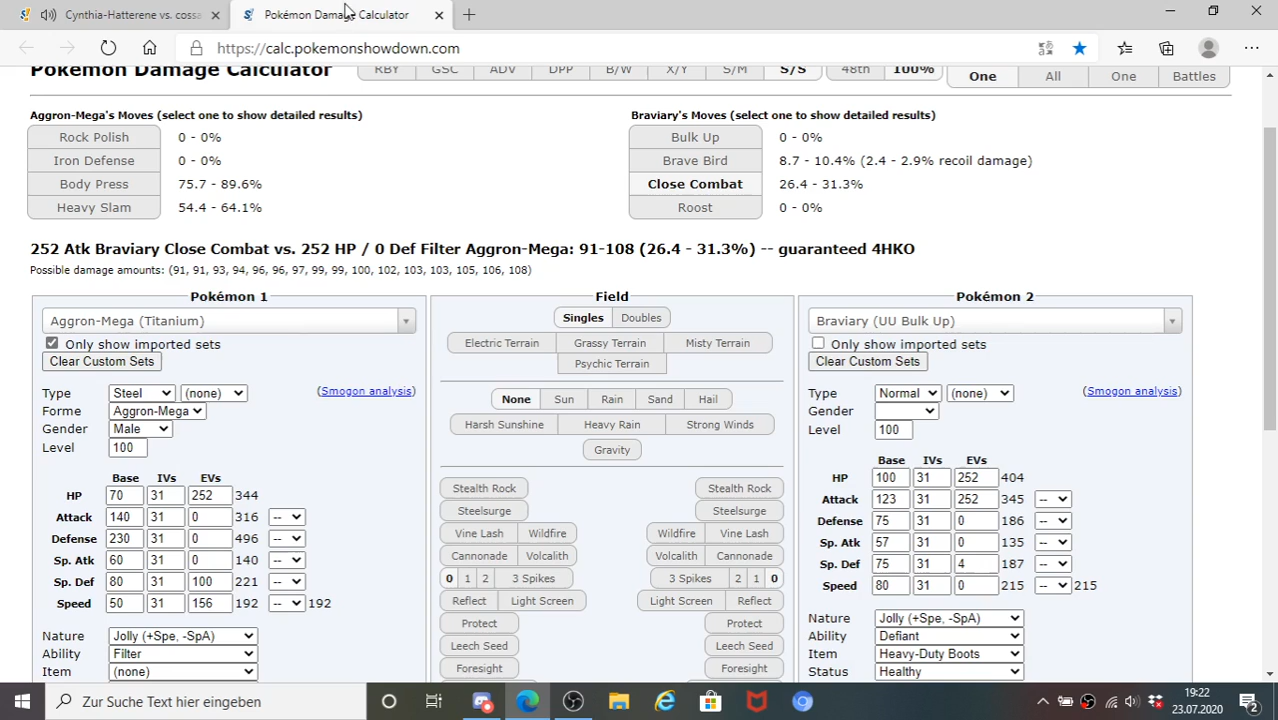 Cynthia-Hatterene vs. cossa
Pokémon Damage Calculator
https://calc.pokemonshowdown.com
Pokémon Damage Calculator RBY GSC ADV DPP B/W X/Y S/M S/S 48th 100% One All One Battles
Aggron-Mega's Moves (select one to show detailed results)
Rock Polish 0 - 0%
Iron Defense 0 - 0%
Body Press 75.7 - 89.6%
Heavy Slam 54.4 - 64.1%
Braviary's Moves (select one to show detailed results)
Bulk Up 0 - 0%
Brave Bird 8.7 - 10.4% (2.4 - 2.9% recoil damage)
Close Combat 26.4 - 31.3%
Roost 0 - 0%
252 Atk Braviary Close Combat vs. 252 HP / 0 Def Filter Aggron-Mega: 91-108 (26.4 - 31.3%) -- guaranteed 4HKO
Possible damage amounts: (91, 91, 93, 94, 96, 96, 97, 99, 99, 100, 102, 103, 103, 105, 106, 108)
Pokémon 1
Aggron-Mega (Titanium)
Only show imported sets
Clear Custom Sets
Type Steel (none) (Smogon analysis)
Forme Aggron-Mega
Gender Male
Level 100
Base IVs EVs
HP 70 31 252 344
Attack 140 31 0 316 --
Defense 230 31 0 496 --
Sp. Atk 60 31 0 140 --
Sp. Def 80 31 100 221 --
Speed 50 31 156 192 -- 192
Nature Jolly (+Spe, -SpA)
Ability Filter
Item (none)
Field
Singles Doubles
Electric Terrain Grassy Terrain Misty Terrain
Psychic Terrain
None Sun Rain Sand Hail
Harsh Sunshine Heavy Rain Strong Winds
Gravity
Stealth Rock Stealth Rock
Steelsurge Steelsurge
Vine Lash Wildfire Wildfire Vine Lash
Cannonade Volcalith Volcalith Cannonade
0 1 2 3 Spikes 3 Spikes 2 1 0
Reflect Light Screen Light Screen Reflect
Protect Protect
Leech Seed Leech Seed
Foresight Foresight
Pokémon 2
Braviary (UU Bulk Up)
Only show imported sets
Clear Custom Sets
Type Normal (none) (Smogon analysis)
Gender
Level 100
Base IVs EVs
HP 100 31 252 404
Attack 123 31 252 345 --
Defense 75 31 0 186 --
Sp. Atk 57 31 0 135 --
Sp. Def 75 31 4 187 --
Speed 80 31 0 215 -- 215
Nature Jolly (+Spe, -SpA)
Ability Defiant
Item Heavy-Duty Boots
Status Healthy
Zur Suche Text hier eingeben
19:22
23.07.2020
2